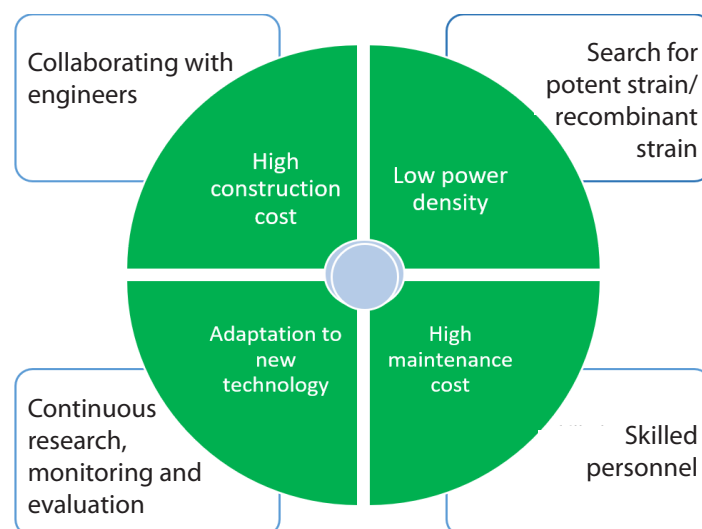 Collaborating with
engineers
Search for
potent strain/
recombinant
strain
High
construction
cost
Low power
density
Adaptation to
new
technology
High
maintenance
cost
Continuous
research,
monitoring and
evaluation
Skilled
personnel